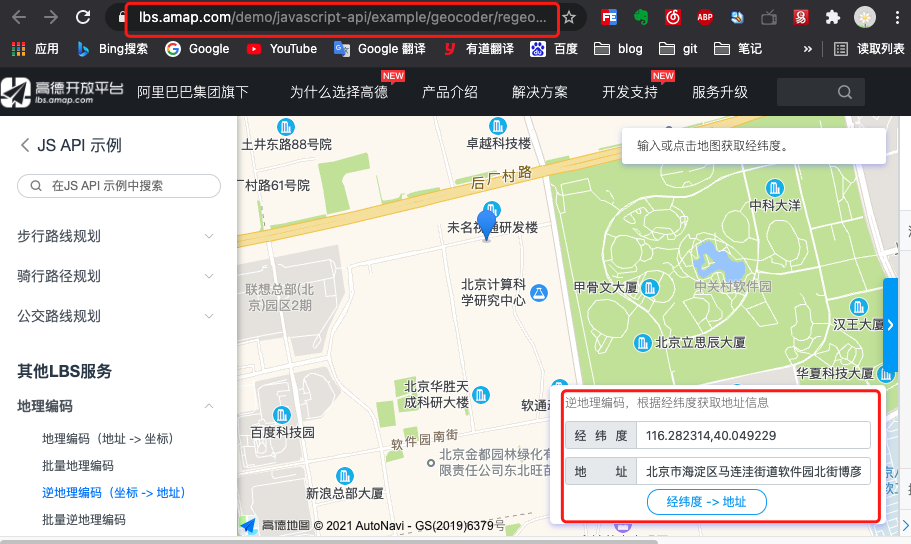 lbs.amap.com/demo/javascript-api/example/geocoder/regeo...
ABP
应用 Bing搜索 Google YouTube Google 翻译 有道翻译 百度 blog git 笔记 » 阅读取列表
高德开放平台
lbs.amap.com
阿里巴巴集团旗下
为什么选择高德 NEW
产品介绍
解决方案
开发支持 NEW
服务升级
JS API 示例
在JS API 示例中搜索
步行路线规划
骑行路径规划
公交路线规划
其他LBS服务
地理编码
地理编码（地址 -> 坐标）
批量地理编码
逆地理编码（坐标 -> 地址）
批量逆地理编码
土井东路88号院
卓越科技楼
后厂村路
厂村路61号院
未名视通研发楼
输入或点击地图获取经纬度。
中科大洋
联想总部(北
京)园区2期
北京计算科
学研究中心
甲骨文大厦
中关村软件园
汉王大厦
北京立思辰大厦
华夏科技大厦
北京华胜天
成科研大楼
软通动
百度科技园
软件园南街
北京金都园林绿化有
限责任公司东北旺苗
新浪总部大厦
逆地理编码，根据经纬度获取地址信息
经纬度 116.282314,40.049229
地址 北京市海淀区马连洼街道软件园北街博彦
经纬度 -> 地址
高德地图 © 2021 AutoNavi - GS(2019)6379号